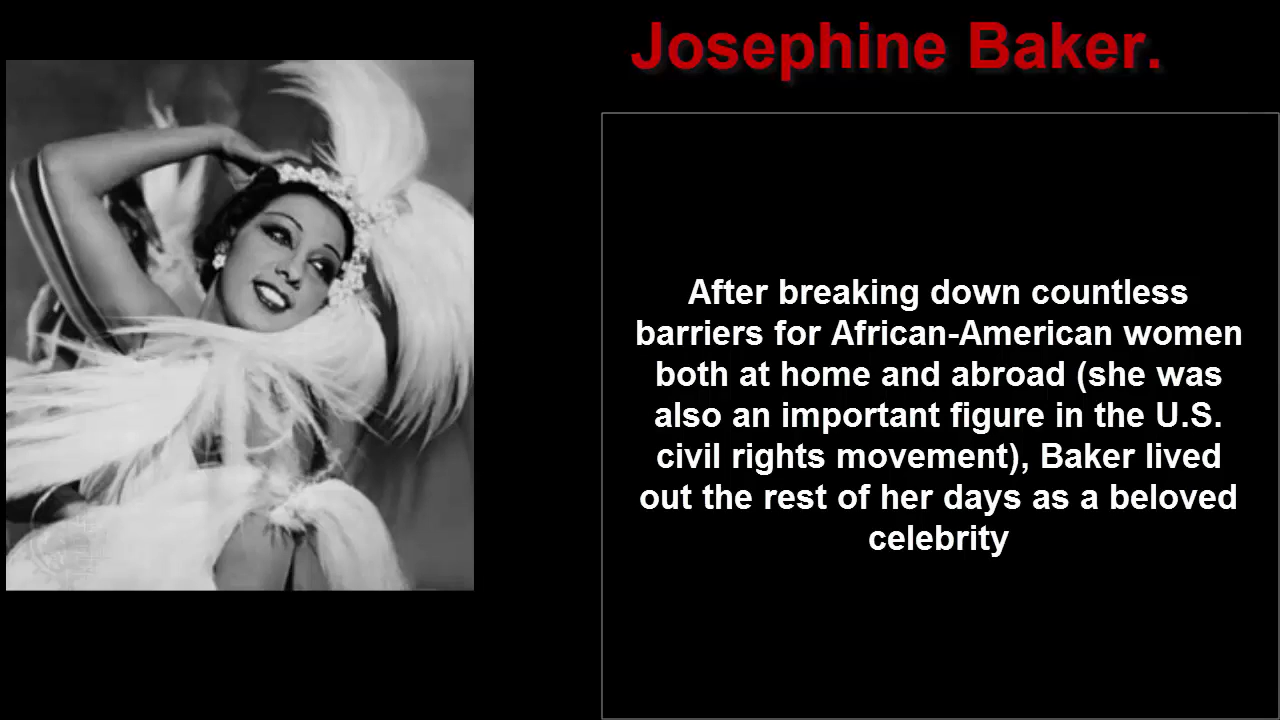 Josephine Baker.
After breaking down countless
barriers for African-American women
both at home and abroad (she was
also an important figure in the U.S.
civil rights movement), Baker lived
out the rest of her days as a beloved
celebrity